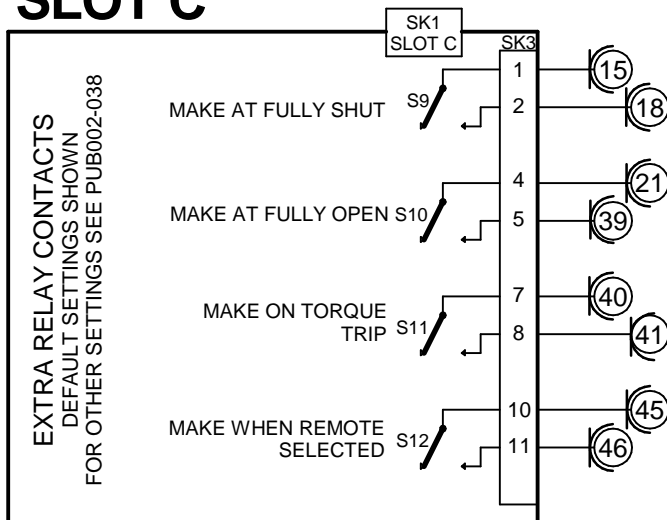 SLOT C
SK1
SLOT C
SK3
EXTRA RELAY CONTACTS
DEFAULT SETTINGS SHOWN
FOR OTHER SETTINGS SEE PUB002-038
MAKE AT FULLY SHUT S9 1 15
2 18
MAKE AT FULLY OPEN S10 4 21
5 39
MAKE ON TORQUE
TRIP S11 7 40
8 41
MAKE WHEN REMOTE
SELECTED S12 10 45
11 46